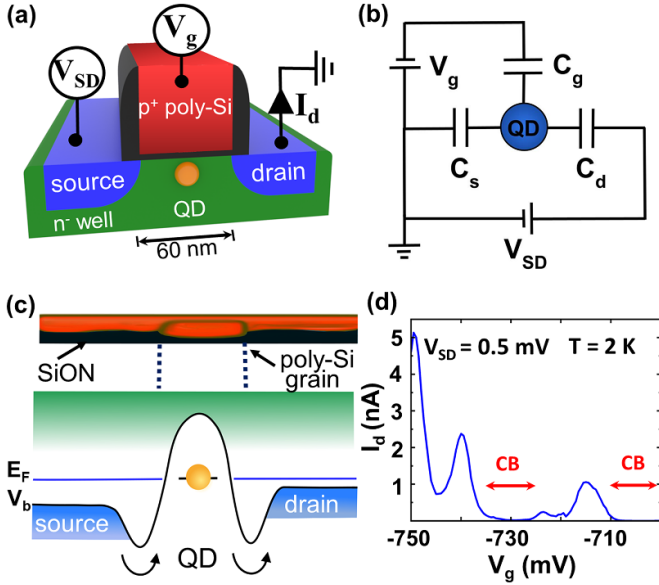 (a)
V_SD
V_g
p⁺ poly-Si
I_d
source
drain
n⁻ well
QD
60 nm
(b)
V_g
C_g
QD
C_s
C_d
V_SD
(c)
SiON
poly-Si
grain
E_F
V_b
source
drain
QD
(d)
V_SD = 0.5 mV T = 2 K
CB
CB
I_d (nA)
5
4
3
2
1
-750
-730
-710
V_g (mV)